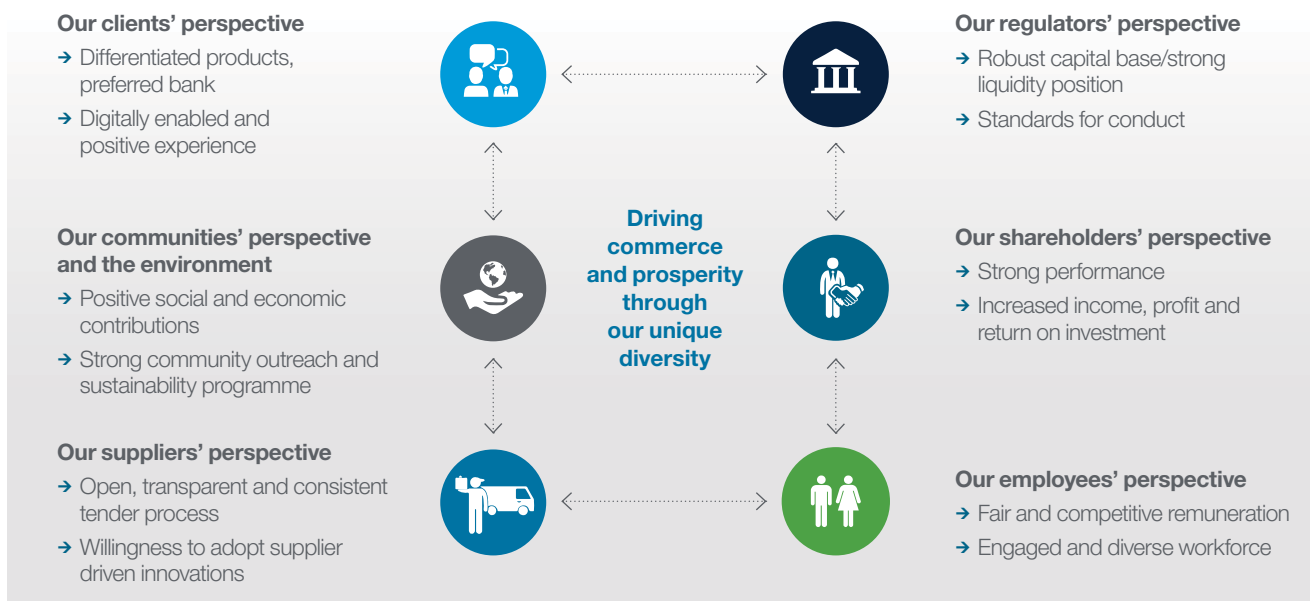 Our clients’ perspective
→ Differentiated products,
preferred bank
→ Digitally enabled and
positive experience
Our regulators’ perspective
→ Robust capital base/strong
liquidity position
→ Standards for conduct
Our communities’ perspective
and the environment
→ Positive social and economic
contributions
→ Strong community outreach and
sustainability programme
Driving
commerce
and prosperity
through
our unique
diversity
Our shareholders’ perspective
→ Strong performance
→ Increased income, profit and
return on investment
Our suppliers’ perspective
→ Open, transparent and consistent
tender process
→ Willingness to adopt supplier
driven innovations
Our employees’ perspective
→ Fair and competitive remuneration
→ Engaged and diverse workforce